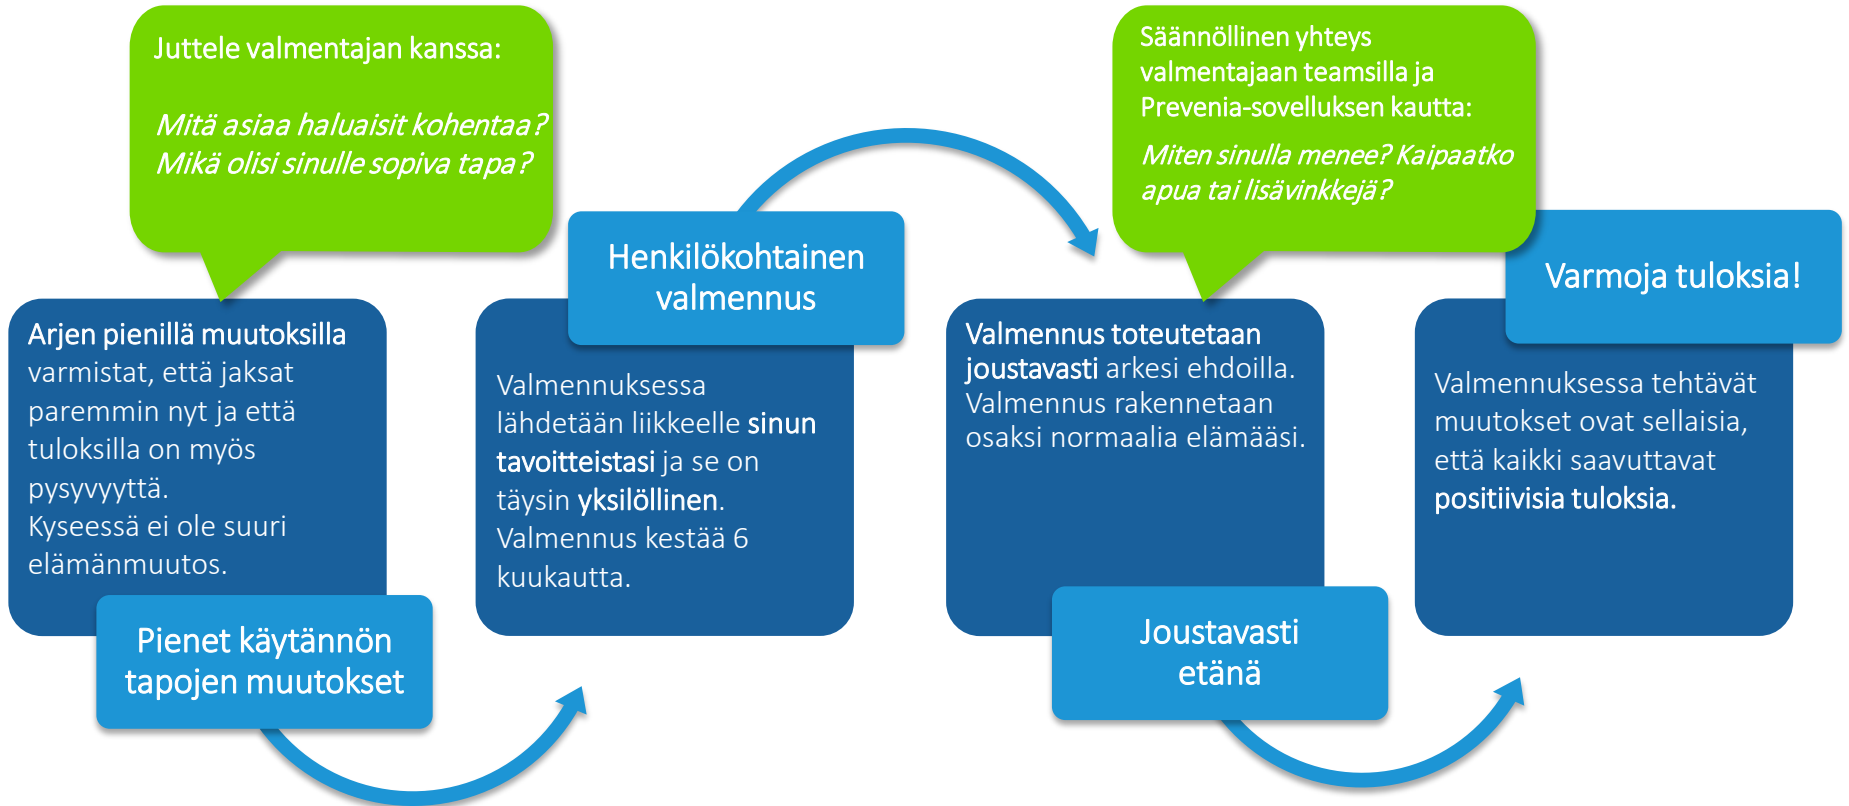 Juttele valmentajan kanssa:
Mitä asiaa haluaisit kohentaa?
Mikä olisi sinulle sopiva tapa?
Arjen pienillä muutoksilla
varmistat, että jaksat
paremmin nyt ja että
tuloksilla on myös
pysyvyyttä.
Kyseessä ei ole suuri
elämänmuutos.
Pienet käytännön
tapojen muutokset
Henkilökohtainen
valmennus
Valmennuksessa
lähdetään liikkeelle sinun
tavoitteistasi ja se on
täysin yksilöllinen.
Valmennus kestää 6
kuukautta.
Säännöllinen yhteys
valmentajaan teamsilla ja
Prevenia-sovelluksen kautta:
Miten sinulla menee? Kaipaatko
apua tai lisävinkkejä?
Valmennus toteutetaan
joustavasti arkesi ehdoilla.
Valmennus rakennetaan
osaksi normaalia elämääsi.
Joustavasti
etänä
Varmoja tuloksia!
Valmennuksessa tehtävät
muutokset ovat sellaisia,
että kaikki saavuttavat
positiivisia tuloksia.